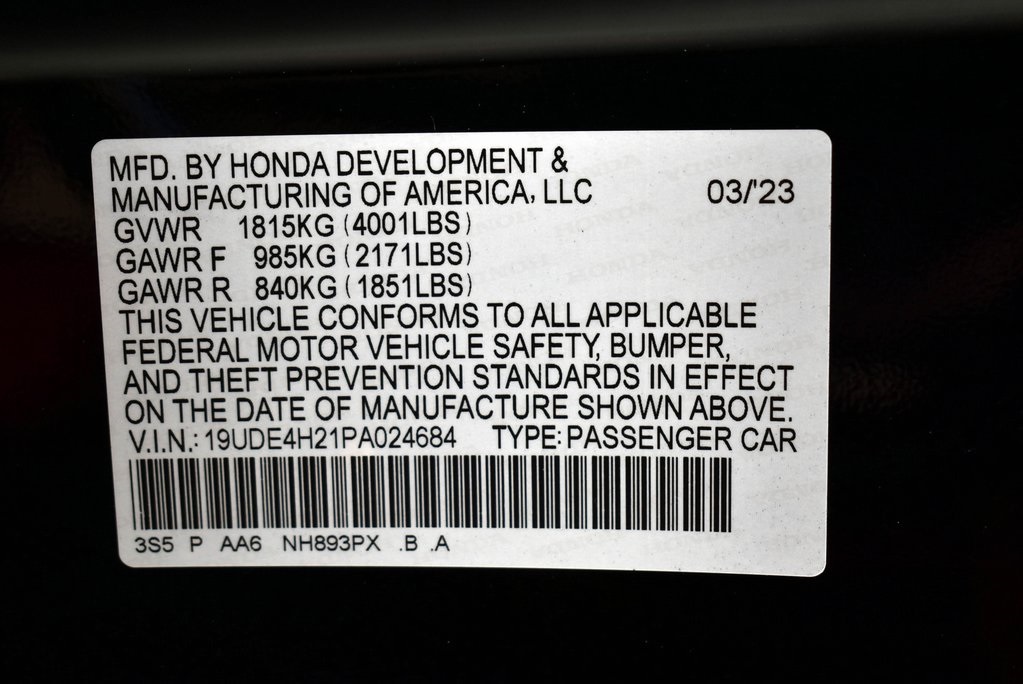 MFD. BY HONDA DEVELOPMENT &
MANUFACTURING OF AMERICA, LLC 03/'23
GVWR 1815KG (4001LBS)
GAWR F 985KG (2171LBS)
GAWR R 840KG (1851LBS)
THIS VEHICLE CONFORMS TO ALL APPLICABLE
FEDERAL MOTOR VEHICLE SAFETY, BUMPER,
AND THEFT PREVENTION STANDARDS IN EFFECT
ON THE DATE OF MANUFACTURE SHOWN ABOVE.
V.I.N.: 19UDE4H21PA024684 TYPE: PASSENGER CAR
3S5 P AA6 NH893PX .B .A